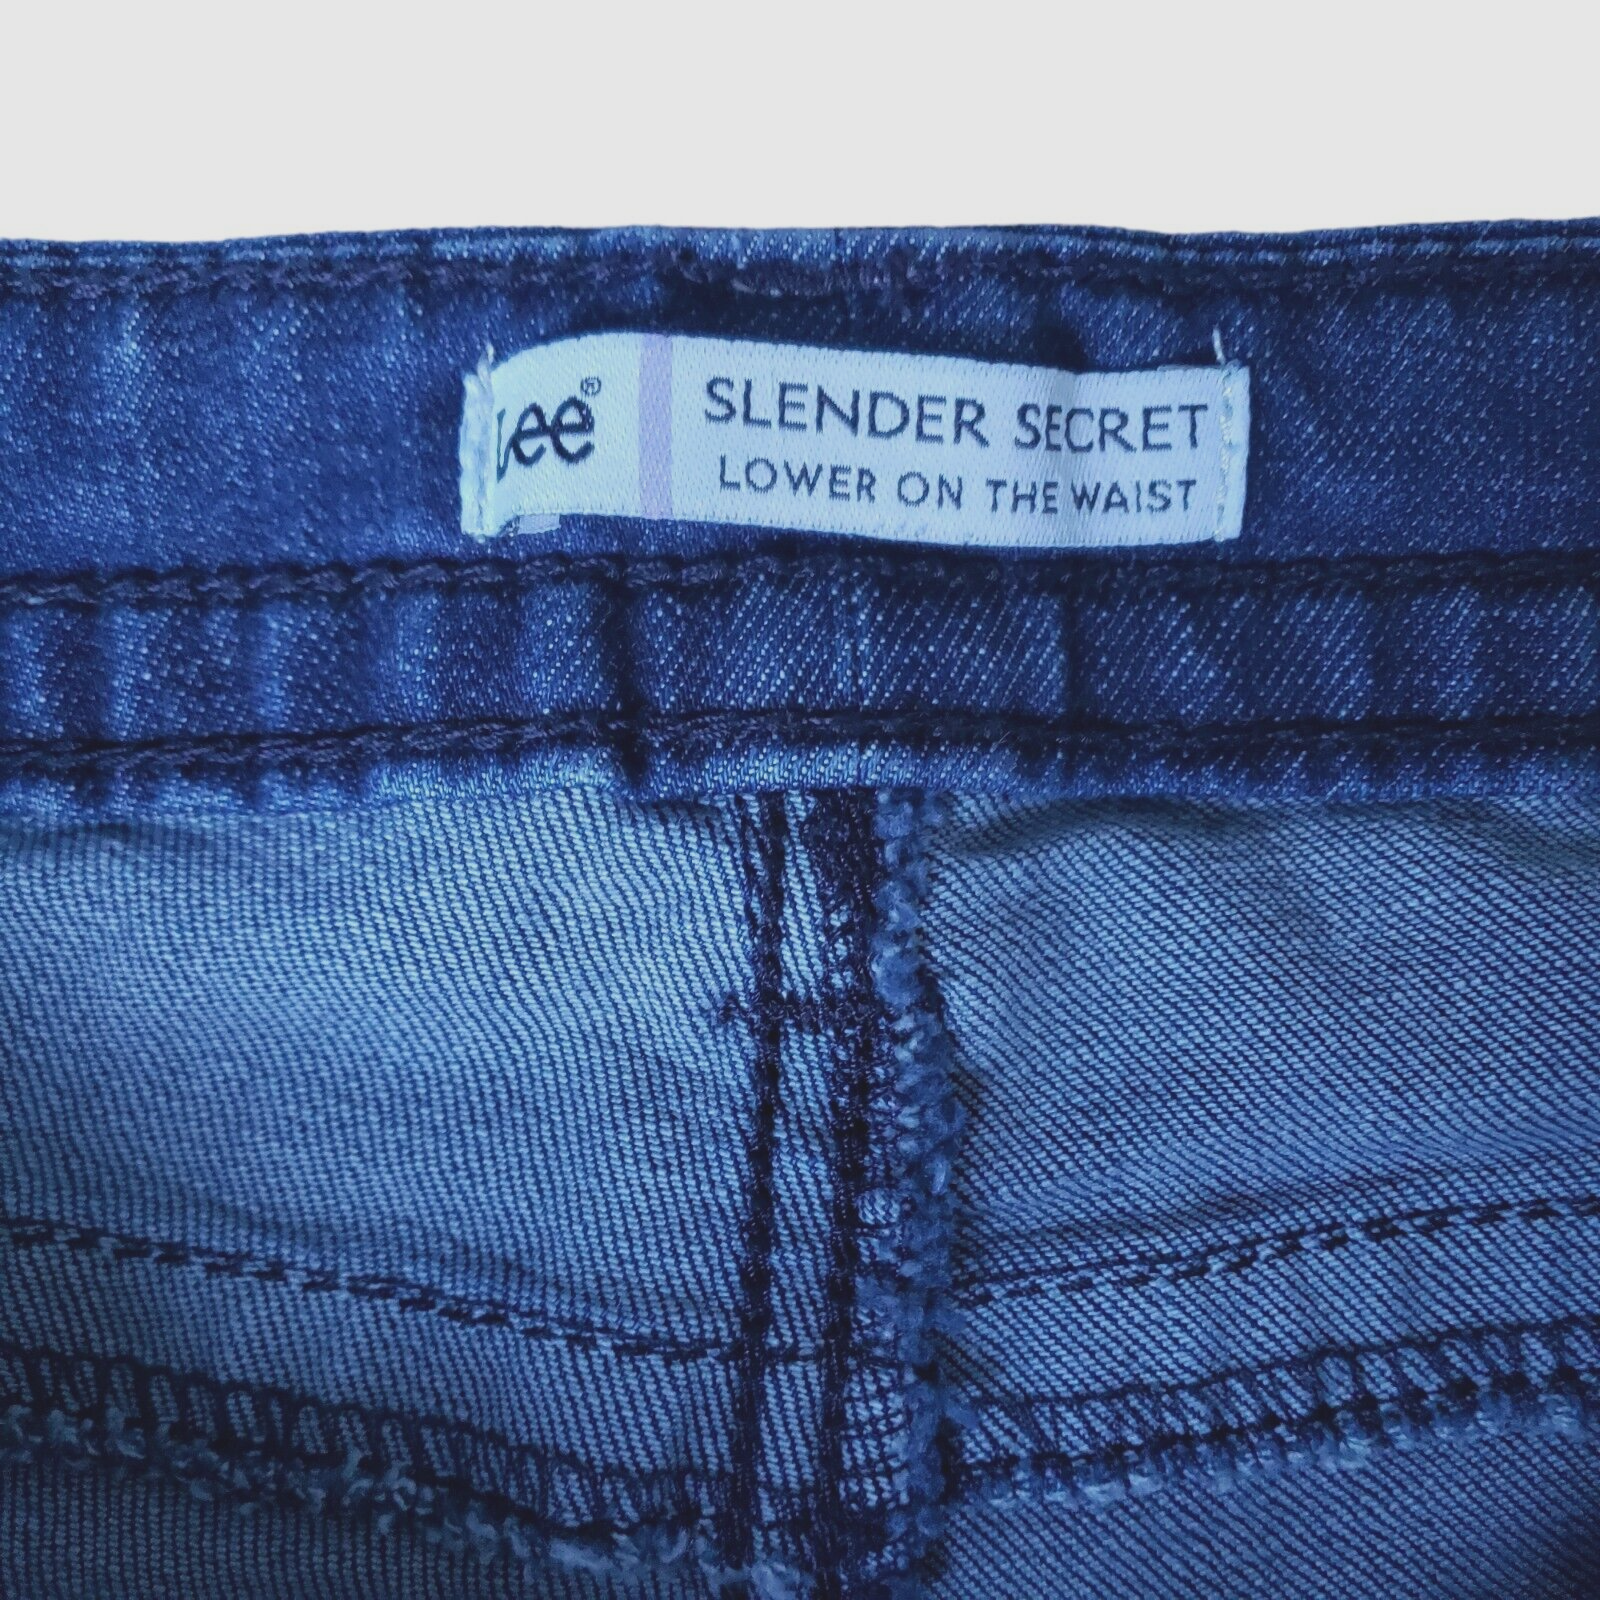 Lee®
SLENDER SECRET
LOWER ON THE WAIST